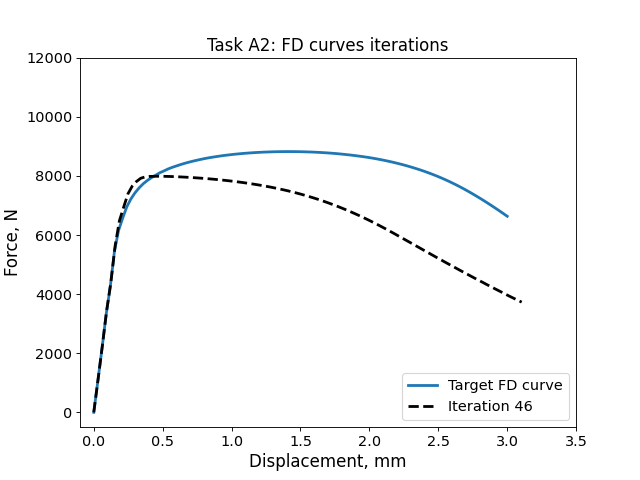 Task A2: FD curves iterations
12000
10000
8000
6000
4000
2000
0
Force, N
0.0 0.5 1.0 1.5 2.0 2.5 3.0 3.5
Displacement, mm
Target FD curve
Iteration 46